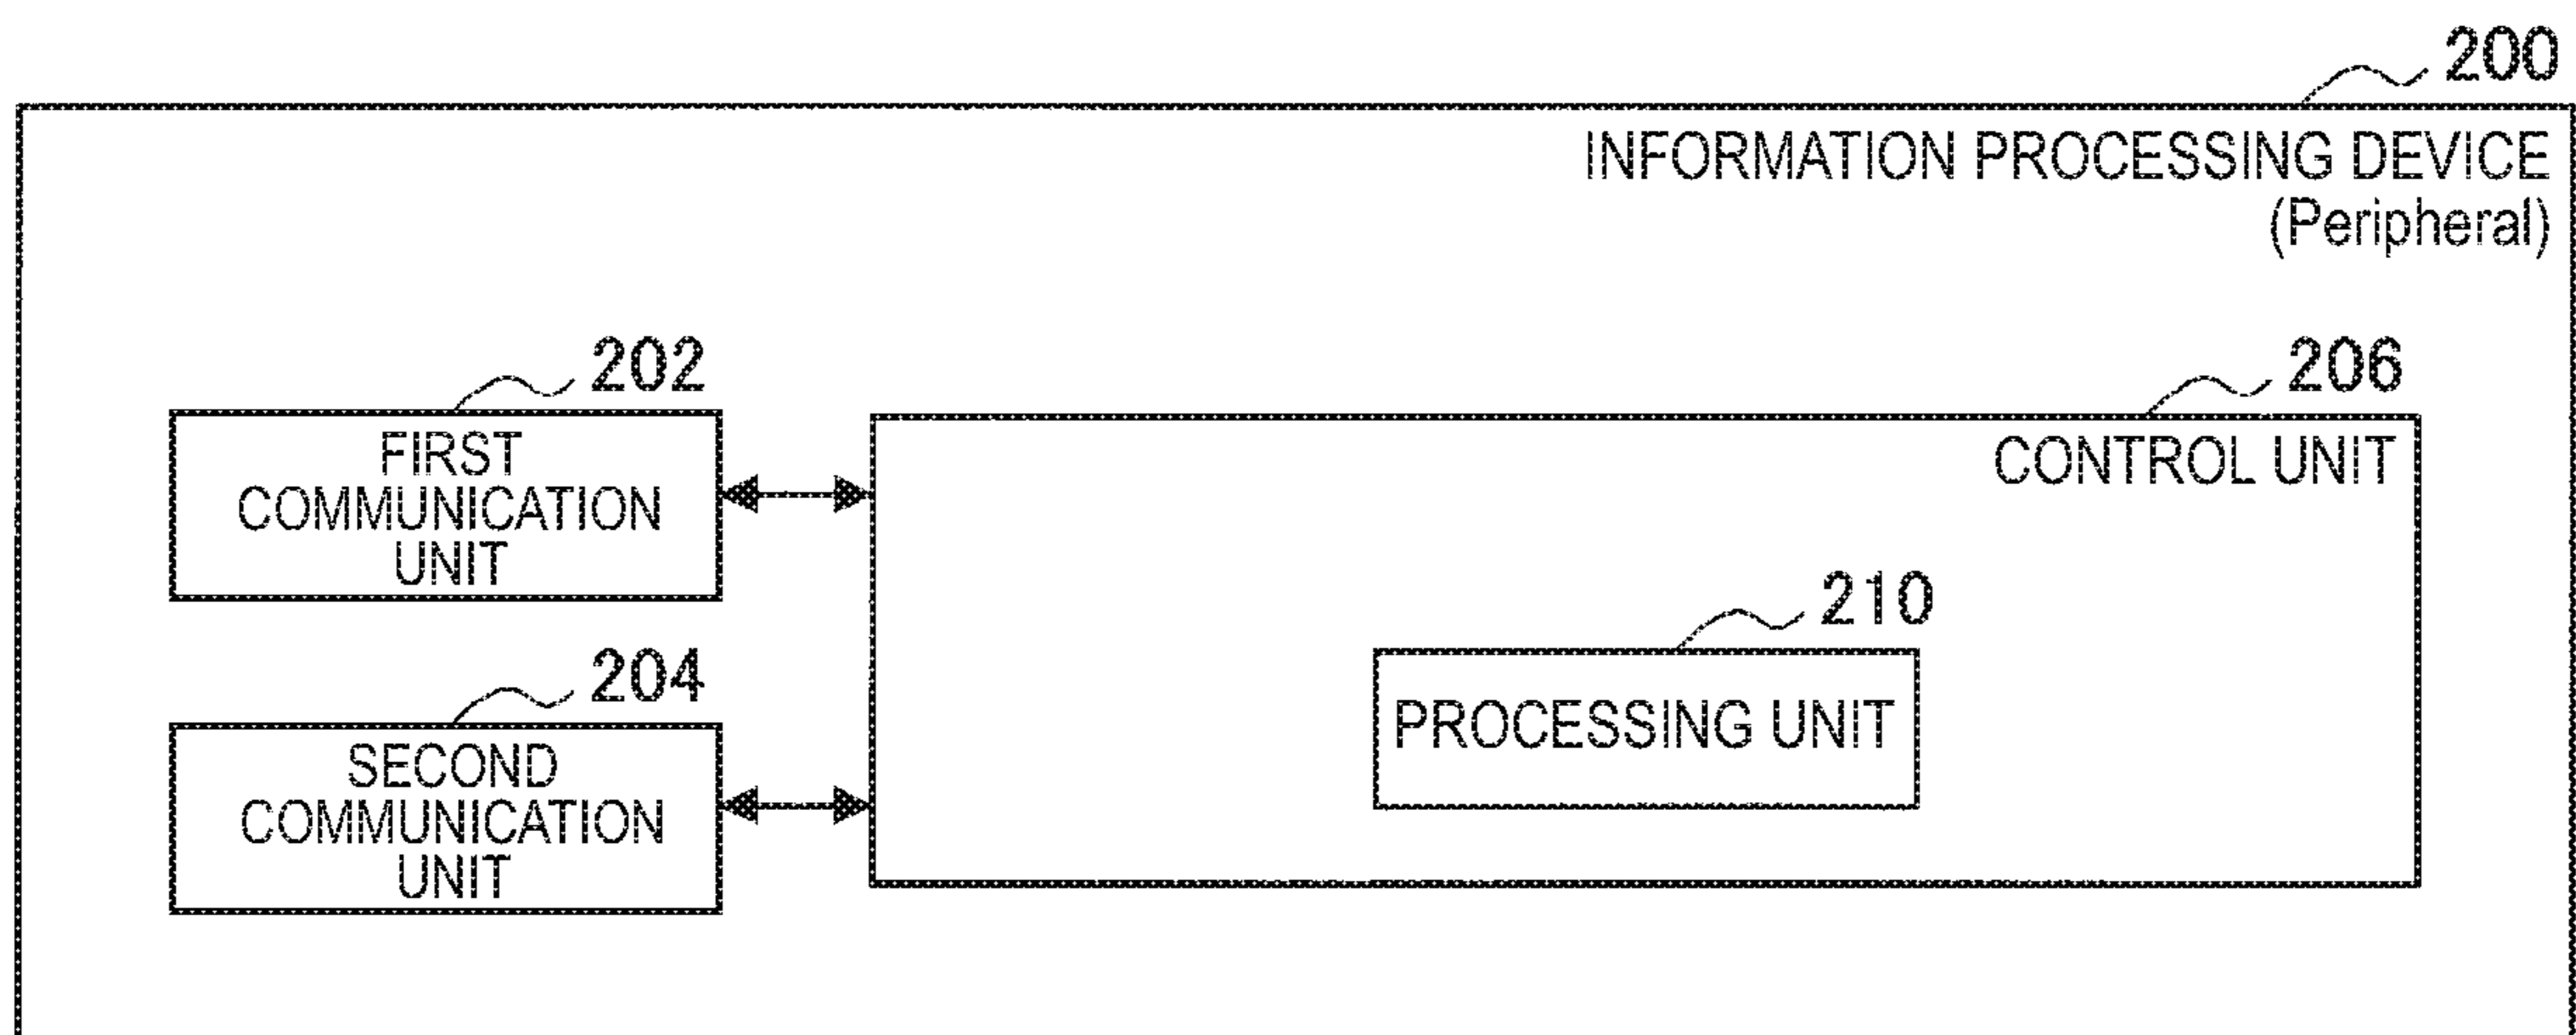 200
INFORMATION PROCESSING DEVICE
(Peripheral)
202
206
FIRST
COMMUNICATION
UNIT
CONTROL UNIT
210
PROCESSING UNIT
204
SECOND
COMMUNICATION
UNIT